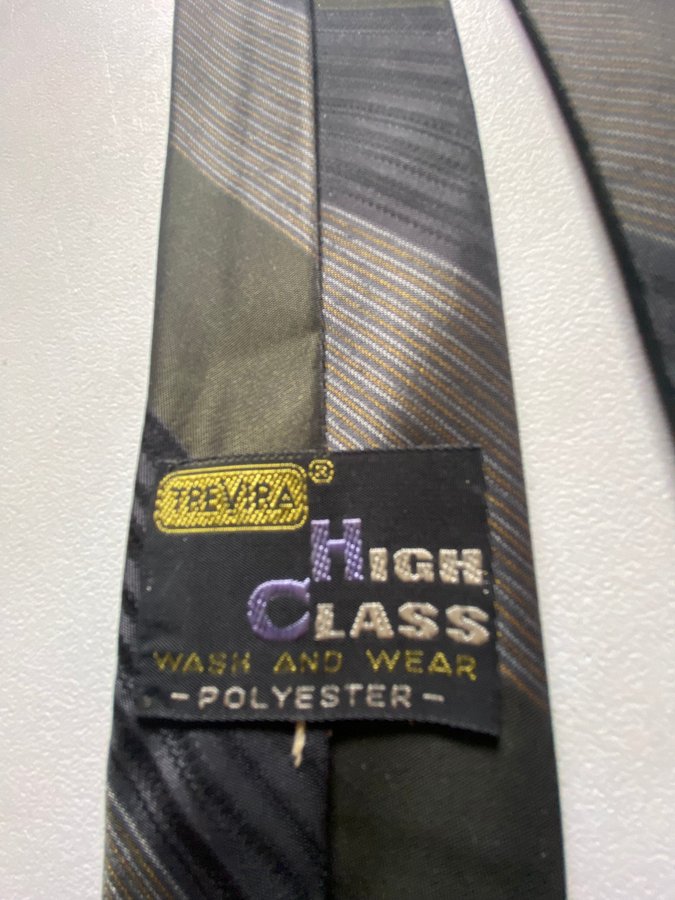 TREVIRA ®
HIGH
CLASS
WASH AND WEAR
- POLYESTER -